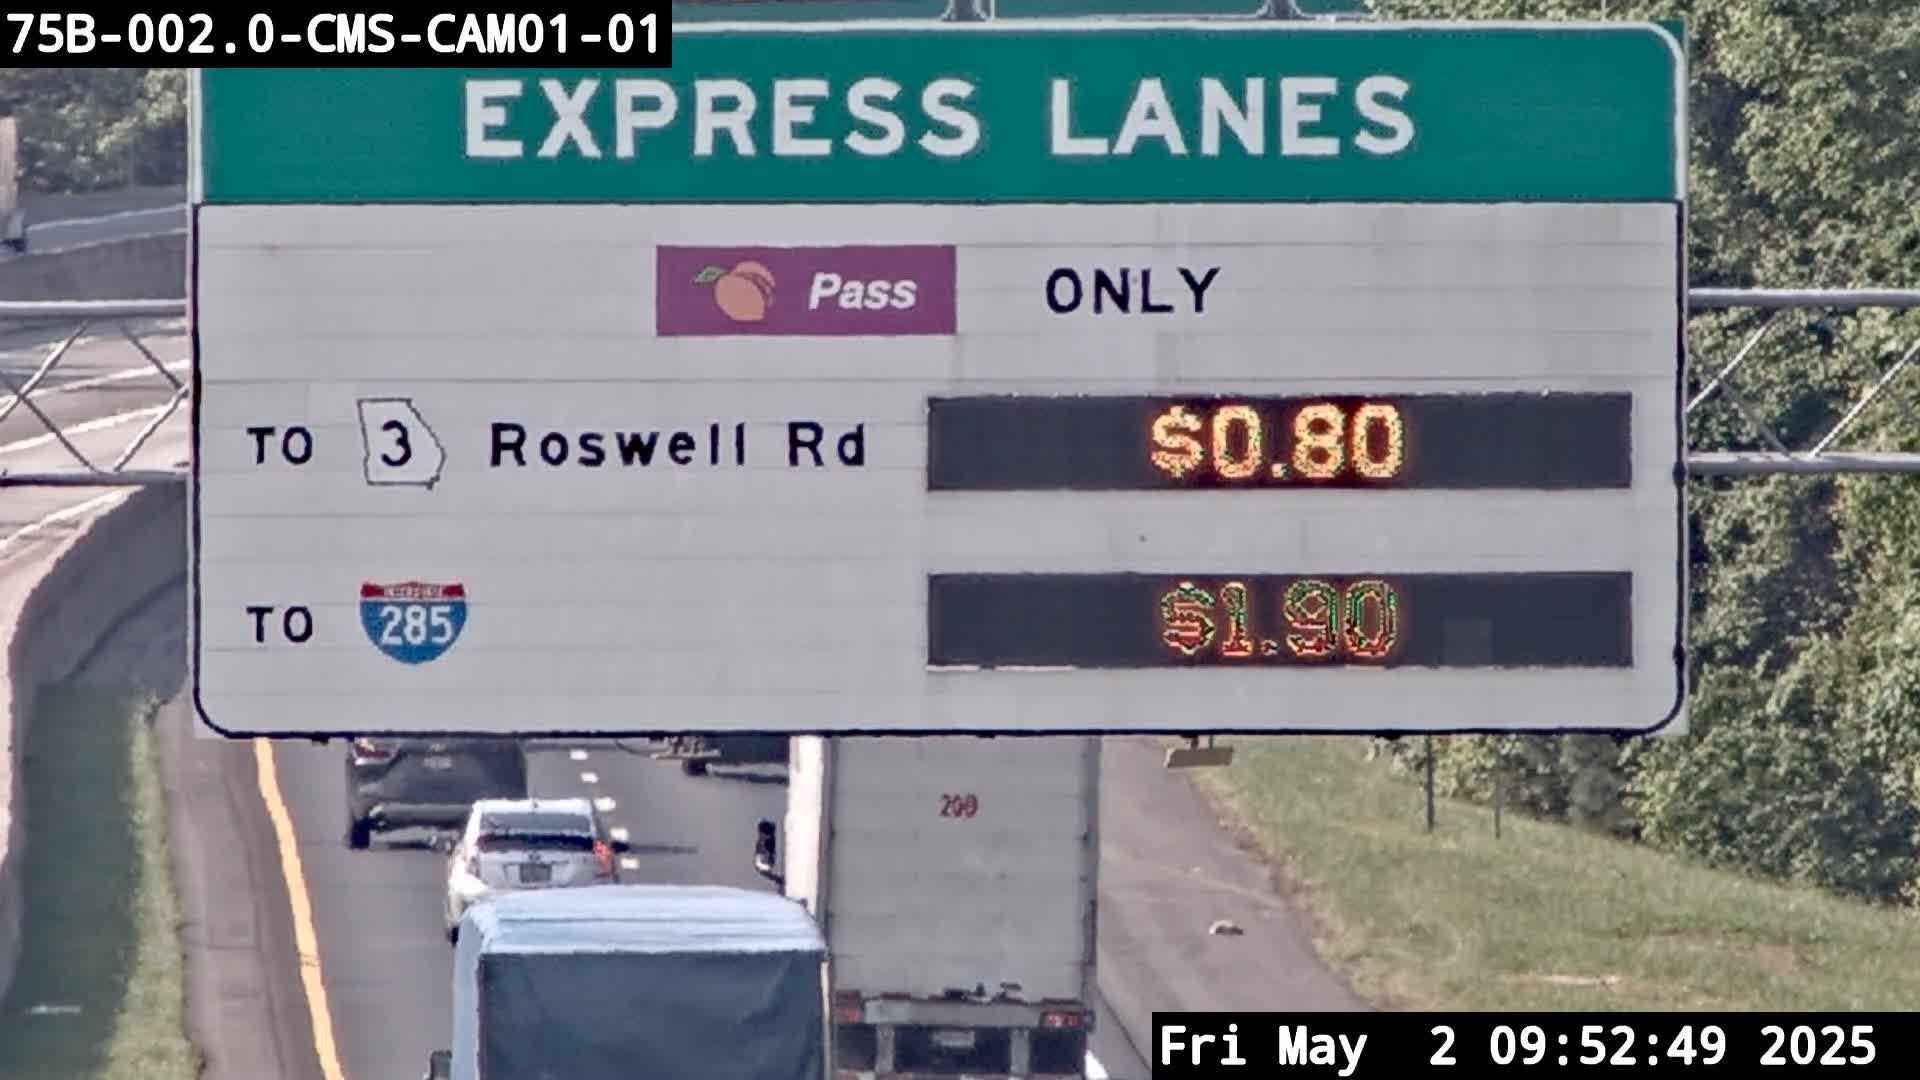 75B-002.0-CMS-CAM01-01
EXPRESS LANES
Pass ONLY
TO 3 Roswell Rd $0.80
INTERSTATE
TO 285 $1.90
200
Fri May 2 09:52:49 2025